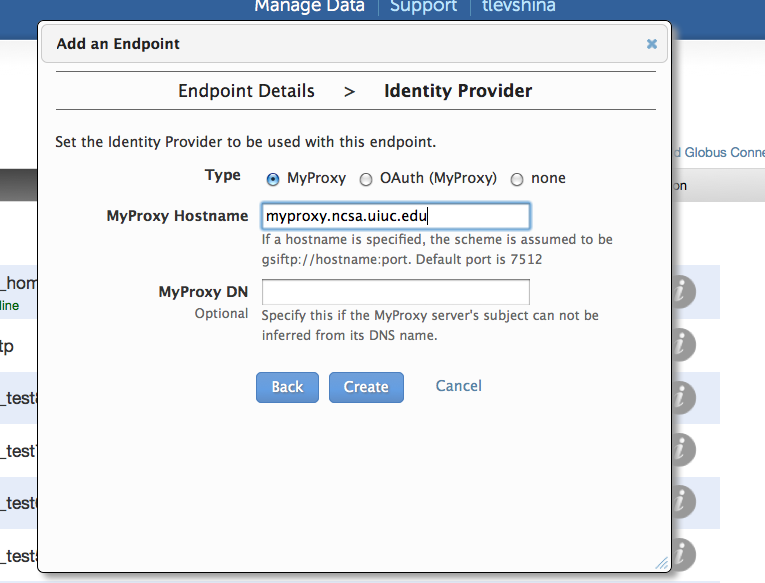 Manage Data Support tlevshina
Add an Endpoint
Endpoint Details > Identity Provider
Set the Identity Provider to be used with this endpoint.
d Globus Conne
Type MyProxy OAuth (MyProxy) none
on
MyProxy Hostname myproxy.ncsa.uiuc.edu
If a hostname is specified, the scheme is assumed to be
gsiftp://hostname:port. Default port is 7512
_hom
MyProxy DN
line
Optional Specify this if the MyProxy server's subject can not be
inferred from its DNS name.
tp
Back Create Cancel
_test8
_test7
_test6
_test5